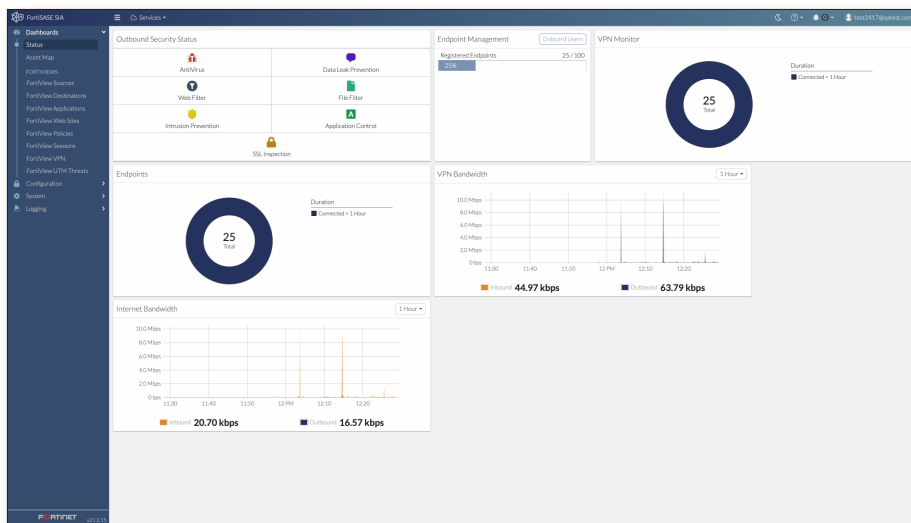 FortiSASE SIA
Services
test2417@qatest.com
Dashboards
Status
Asset Map
FORTIVIEWS
FortiView Sources
FortiView Destinations
FortiView Applications
FortiView Web Sites
FortiView Policies
FortiView Sessions
FortiView VPN
FortiView UTM Threats
Configuration
System
Logging
FORTINET
v21.2.15
Outbound Security Status
AntiVirus
Data Leak Prevention
Web Filter
File Filter
Intrusion Prevention
Application Control
SSL Inspection
Endpoint Management
Onboard Users
Registered Endpoints 25 / 100
25%
VPN Monitor
25
Total
Duration
Connected < 1 Hour
Endpoints
25
Total
Duration
Connected < 1 Hour
VPN Bandwidth
1 Hour
10.0 Mbps
8.0 Mbps
6.0 Mbps
4.0 Mbps
2.0 Mbps
0 bps
11:30 11:40 11:50 12 PM 12:10 12:20
Inbound 44.97 kbps Outbound 63.79 kbps
Internet Bandwidth
1 Hour
10.0 Mbps
8.0 Mbps
6.0 Mbps
4.0 Mbps
2.0 Mbps
0 bps
11:30 11:40 11:50 12 PM 12:10 12:20
Inbound 20.70 kbps Outbound 16.57 kbps